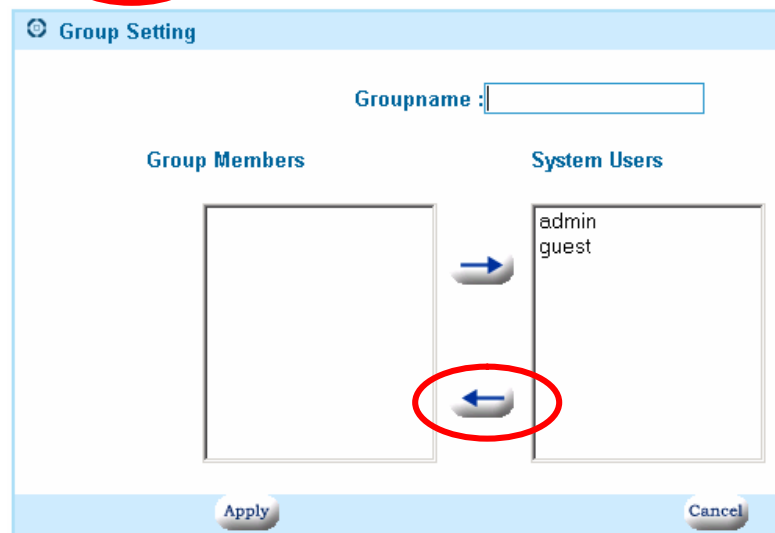 Group Setting
Groupname :
Group Members
System Users
admin
guest
Apply
Cancel